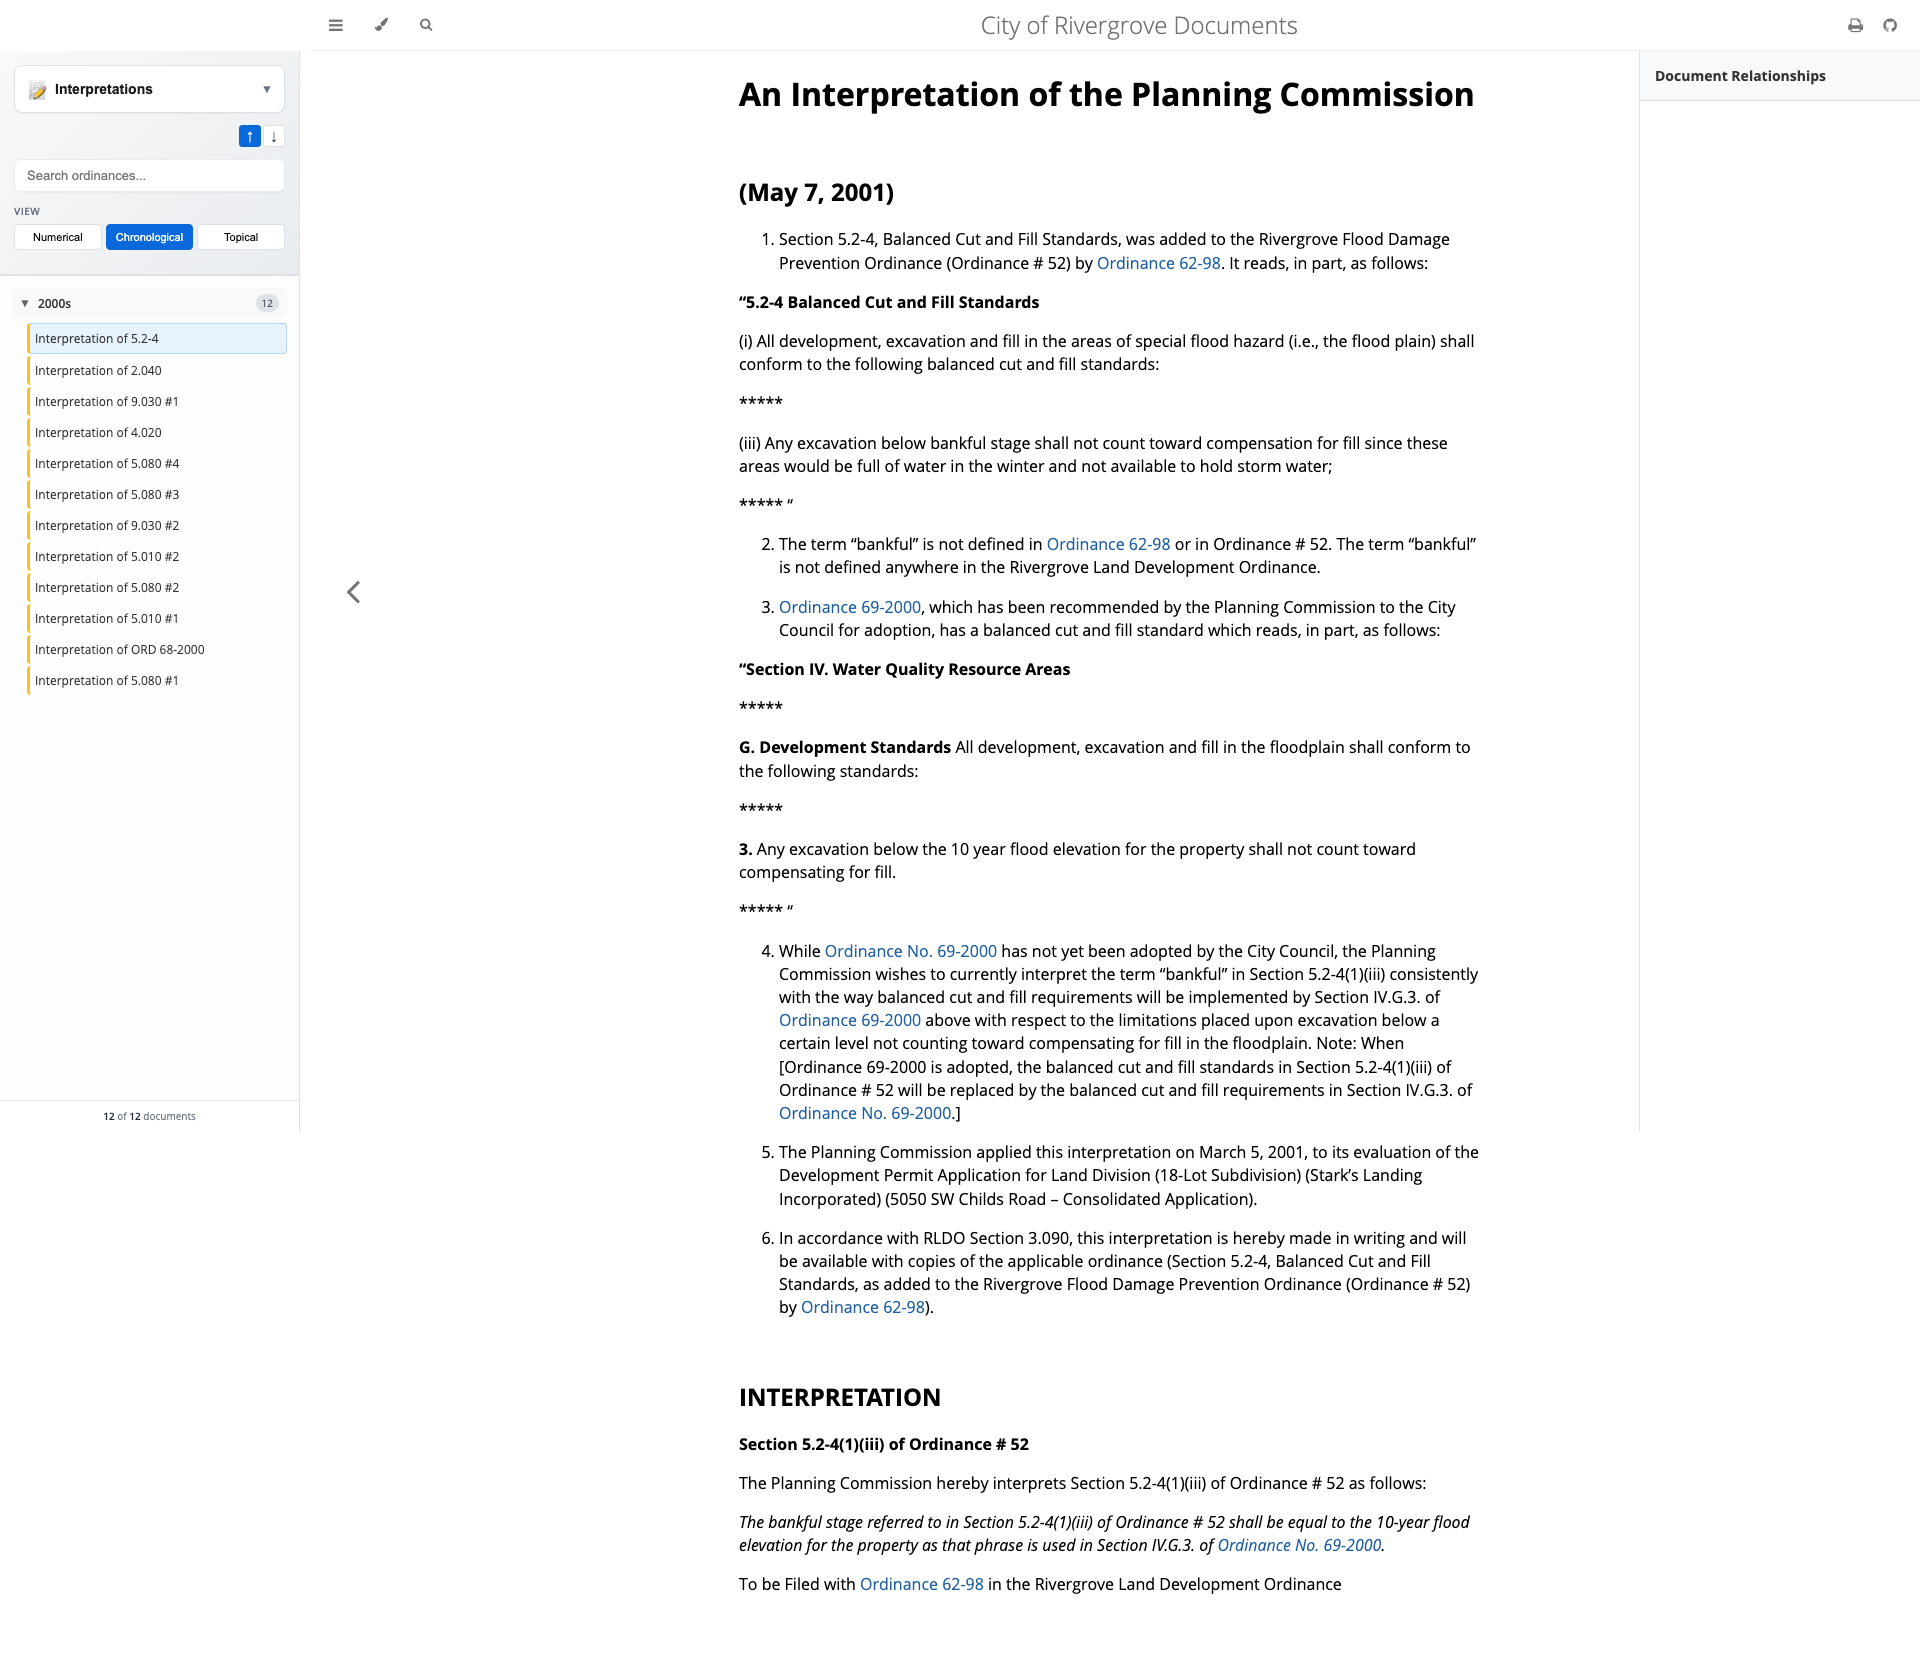 City of Rivergrove Documents
Interpretations
▼
↑ ↓
Search ordinances...
VIEW
Numerical
Chronological
Topical
▼ 2000s 12
Interpretation of 5.2-4
Interpretation of 2.040
Interpretation of 9.030 #1
Interpretation of 4.020
Interpretation of 5.080 #4
Interpretation of 5.080 #3
Interpretation of 9.030 #2
Interpretation of 5.010 #2
Interpretation of 5.080 #2
Interpretation of 5.010 #1
Interpretation of ORD 68-2000
Interpretation of 5.080 #1
12 of 12 documents
An Interpretation of the Planning Commission
(May 7, 2001)
1. Section 5.2-4, Balanced Cut and Fill Standards, was added to the Rivergrove Flood Damage
Prevention Ordinance (Ordinance # 52) by Ordinance 62-98. It reads, in part, as follows:
“5.2-4 Balanced Cut and Fill Standards
(i) All development, excavation and fill in the areas of special flood hazard (i.e., the flood plain) shall
conform to the following balanced cut and fill standards:
*****
(iii) Any excavation below bankful stage shall not count toward compensation for fill since these
areas would be full of water in the winter and not available to hold storm water;
***** “
2. The term “bankful” is not defined in Ordinance 62-98 or in Ordinance # 52. The term “bankful”
is not defined anywhere in the Rivergrove Land Development Ordinance.
3. Ordinance 69-2000, which has been recommended by the Planning Commission to the City
Council for adoption, has a balanced cut and fill standard which reads, in part, as follows:
“Section IV. Water Quality Resource Areas
*****
G. Development Standards All development, excavation and fill in the floodplain shall conform to
the following standards:
*****
3. Any excavation below the 10 year flood elevation for the property shall not count toward
compensating for fill.
***** “
4. While Ordinance No. 69-2000 has not yet been adopted by the City Council, the Planning
Commission wishes to currently interpret the term “bankful” in Section 5.2-4(1)(iii) consistently
with the way balanced cut and fill requirements will be implemented by Section IV.G.3. of
Ordinance 69-2000 above with respect to the limitations placed upon excavation below a
certain level not counting toward compensating for fill in the floodplain. Note: When
[Ordinance 69-2000 is adopted, the balanced cut and fill standards in Section 5.2-4(1)(iii) of
Ordinance # 52 will be replaced by the balanced cut and fill requirements in Section IV.G.3. of
Ordinance No. 69-2000.]
5. The Planning Commission applied this interpretation on March 5, 2001, to its evaluation of the
Development Permit Application for Land Division (18-Lot Subdivision) (Stark’s Landing
Incorporated) (5050 SW Childs Road – Consolidated Application).
6. In accordance with RLDO Section 3.090, this interpretation is hereby made in writing and will
be available with copies of the applicable ordinance (Section 5.2-4, Balanced Cut and Fill
Standards, as added to the Rivergrove Flood Damage Prevention Ordinance (Ordinance # 52)
by Ordinance 62-98).
INTERPRETATION
Section 5.2-4(1)(iii) of Ordinance # 52
The Planning Commission hereby interprets Section 5.2-4(1)(iii) of Ordinance # 52 as follows:
The bankful stage referred to in Section 5.2-4(1)(iii) of Ordinance # 52 shall be equal to the 10-year flood
elevation for the property as that phrase is used in Section IV.G.3. of Ordinance No. 69-2000.
To be Filed with Ordinance 62-98 in the Rivergrove Land Development Ordinance
Document Relationships